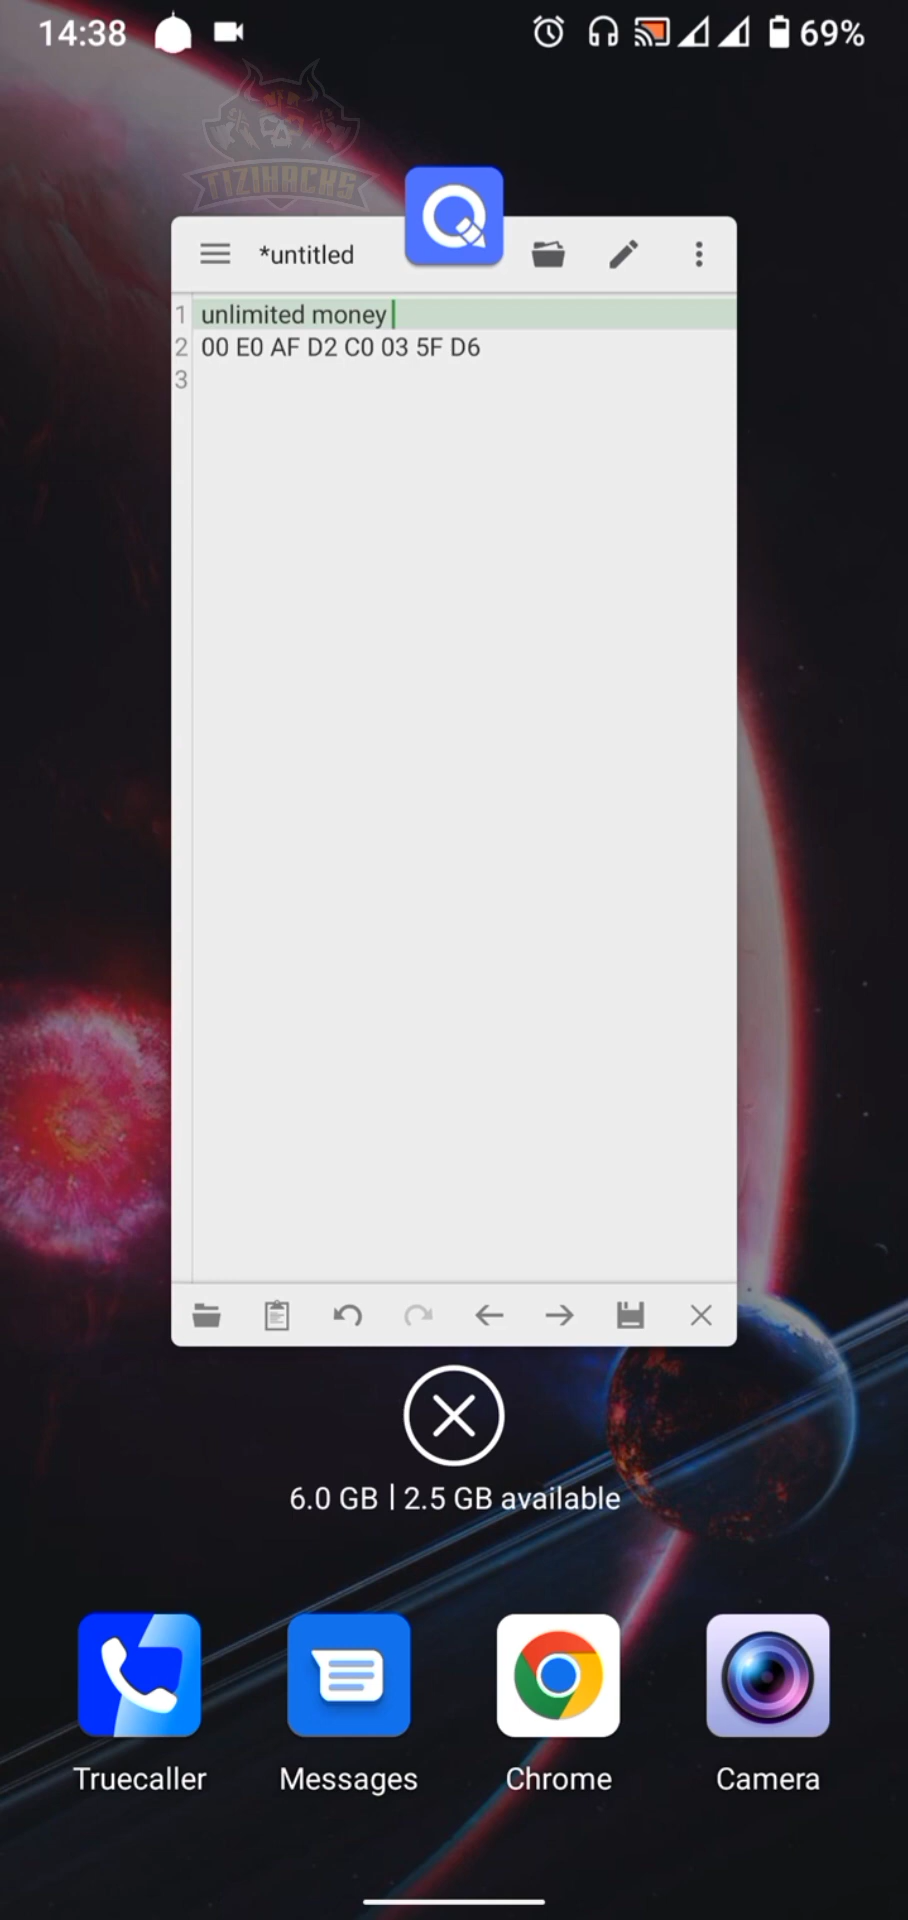 14:38
69%
TIZIHACKS
*untitled
1 unlimited money
2 00 E0 AF D2 C0 03 5F D6
3
6.0 GB | 2.5 GB available
Truecaller Messages Chrome Camera